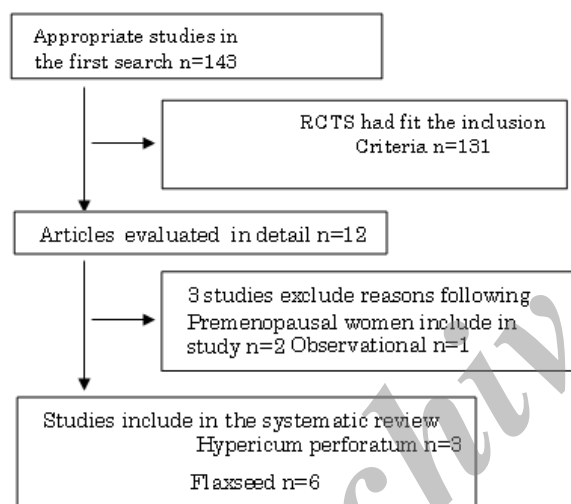 Appropriate studies in
the first search n=143
RCTS had fit the inclusion
Criteria n=131
Articles evaluated in detail n=12
3 studies exclude reasons following
Premenopausal women include in
study n=2 Observational n=1
Studies include in the systematic review
Hypericum perforatum n=3
Flaxseed n=6